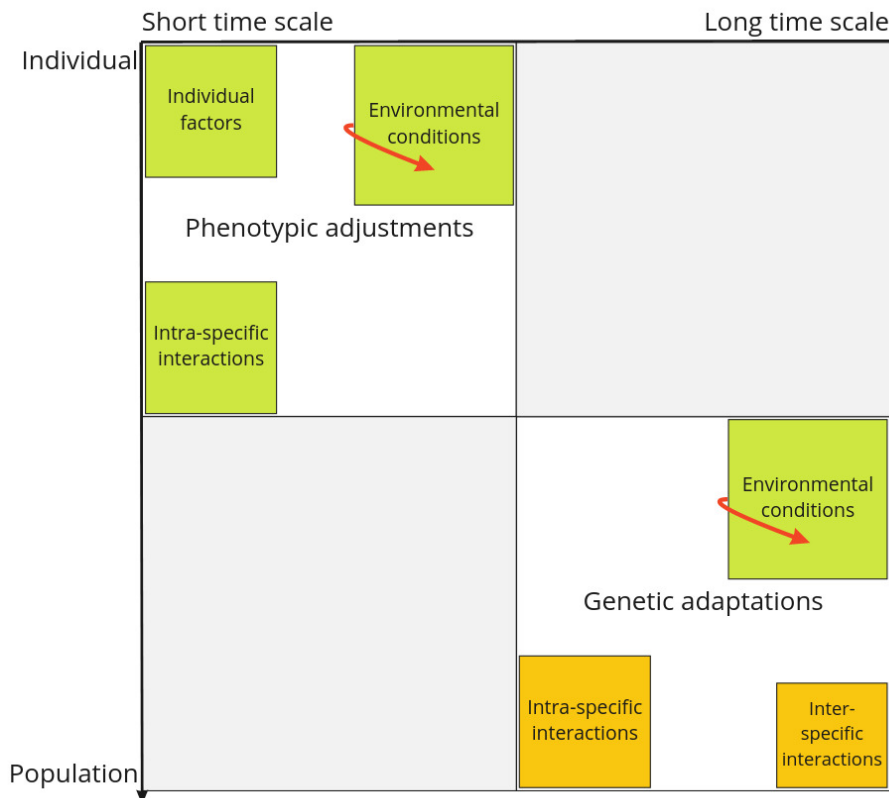 Short time scale
Long time scale
Individual
Individual
factors
Environmental
conditions
Phenotypic adjustments
Intra-specific
interactions
Environmental
conditions
Genetic adaptations
Intra-specific
interactions
Inter-
specific
interactions
Population